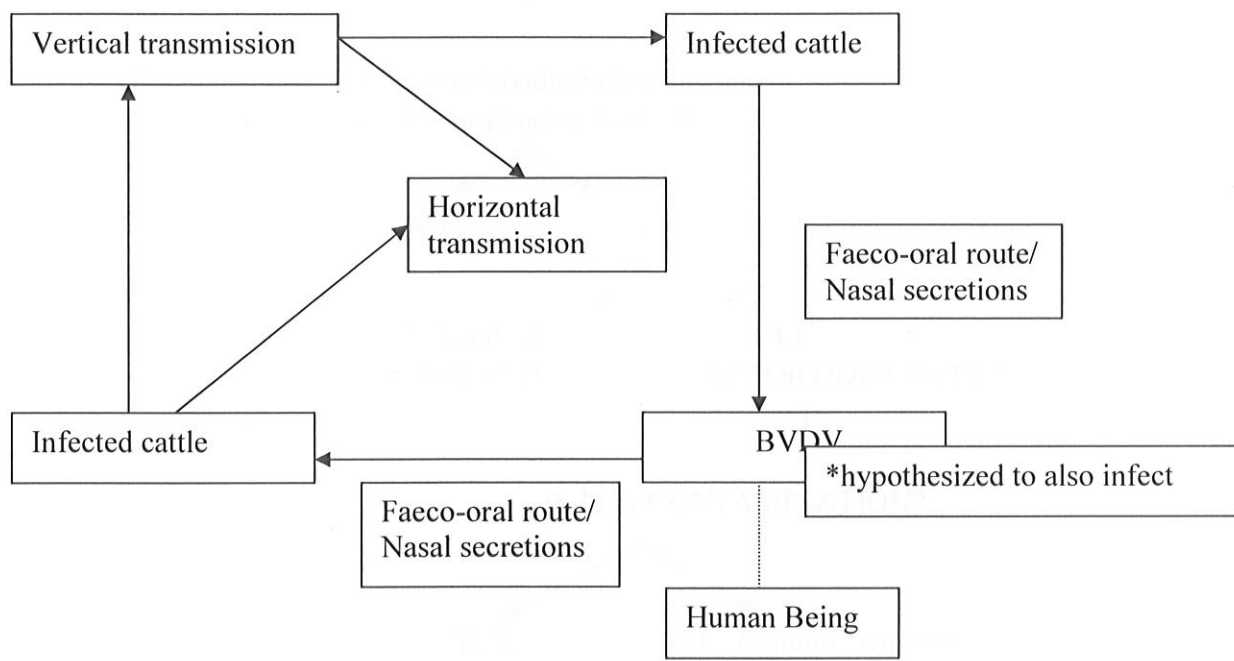 Vertical transmission
Infected cattle
Horizontal
transmission
Faeco-oral route/
Nasal secretions
Infected cattle
BVDV
*hypothesized to also infect
Faeco-oral route/
Nasal secretions
Human Being